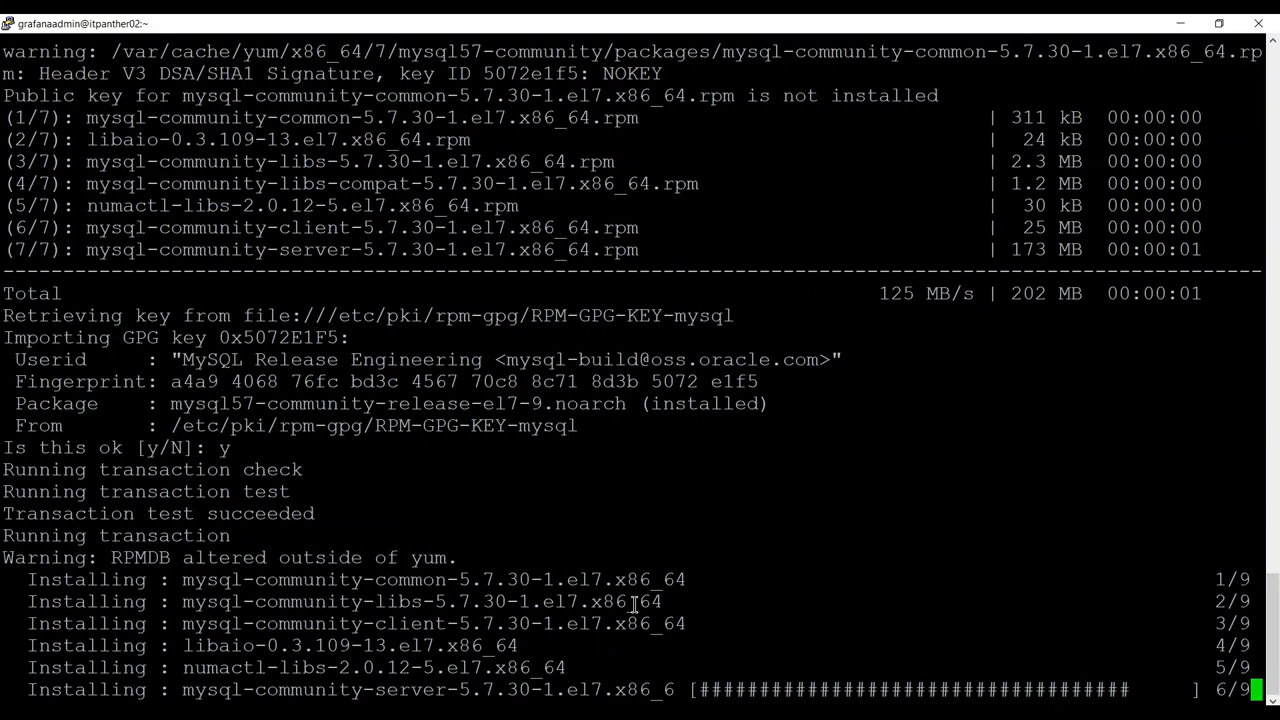 grafanaadmin@itpanther02:~
warning: /var/cache/yum/x86_64/7/mysql57-community/packages/mysql-community-common-5.7.30-1.el7.x86_64.rp
m: Header V3 DSA/SHA1 Signature, key ID 5072e1f5: NOKEY
Public key for mysql-community-common-5.7.30-1.el7.x86_64.rpm is not installed
(1/7): mysql-community-common-5.7.30-1.el7.x86_64.rpm | 311 kB 00:00:00
(2/7): libaio-0.3.109-13.el7.x86_64.rpm | 24 kB 00:00:00
(3/7): mysql-community-libs-5.7.30-1.el7.x86_64.rpm | 2.3 MB 00:00:00
(4/7): mysql-community-libs-compat-5.7.30-1.el7.x86_64.rpm | 1.2 MB 00:00:00
(5/7): numactl-libs-2.0.12-5.el7.x86_64.rpm | 30 kB 00:00:00
(6/7): mysql-community-client-5.7.30-1.el7.x86_64.rpm | 25 MB 00:00:00
(7/7): mysql-community-server-5.7.30-1.el7.x86_64.rpm | 173 MB 00:00:01
---------------------------------------------------------------------------------------------------------
Total 125 MB/s | 202 MB 00:00:01
Retrieving key from file:///etc/pki/rpm-gpg/RPM-GPG-KEY-mysql
Importing GPG key 0x5072E1F5:
Userid : "MySQL Release Engineering <mysql-build@oss.oracle.com>"
Fingerprint: a4a9 4068 76fc bd3c 4567 70c8 8c71 8d3b 5072 e1f5
Package : mysql57-community-release-el7-9.noarch (installed)
From : /etc/pki/rpm-gpg/RPM-GPG-KEY-mysql
Is this ok [y/N]: y
Running transaction check
Running transaction test
Transaction test succeeded
Running transaction
Warning: RPMDB altered outside of yum.
Installing : mysql-community-common-5.7.30-1.el7.x86_64 1/9
Installing : mysql-community-libs-5.7.30-1.el7.x86_64 2/9
Installing : mysql-community-client-5.7.30-1.el7.x86_64 3/9
Installing : libaio-0.3.109-13.el7.x86_64 4/9
Installing : numactl-libs-2.0.12-5.el7.x86_64 5/9
Installing : mysql-community-server-5.7.30-1.el7.x86_6 [#################################### ] 6/9